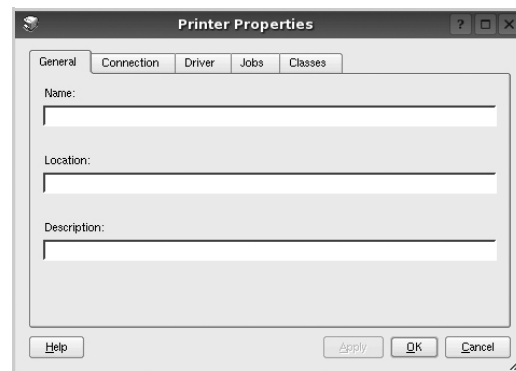 Printer Properties
?
General Connection Driver Jobs Classes
Name:
Location:
Description:
Help Apply OK Cancel